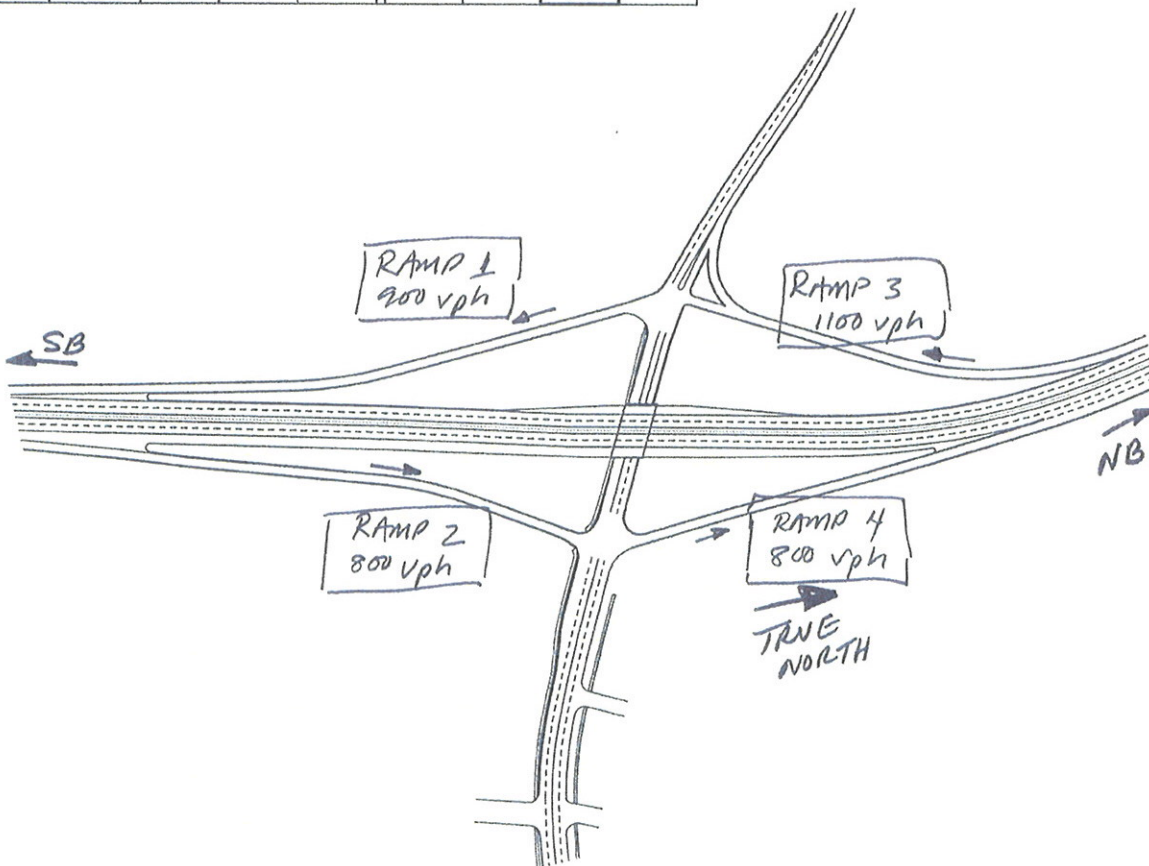 RAMP 1
900 vph
RAMP 3
1100 vph
SB
NB
RAMP 2
800 vph
RAMP 4
800 vph
TRUE
NORTH